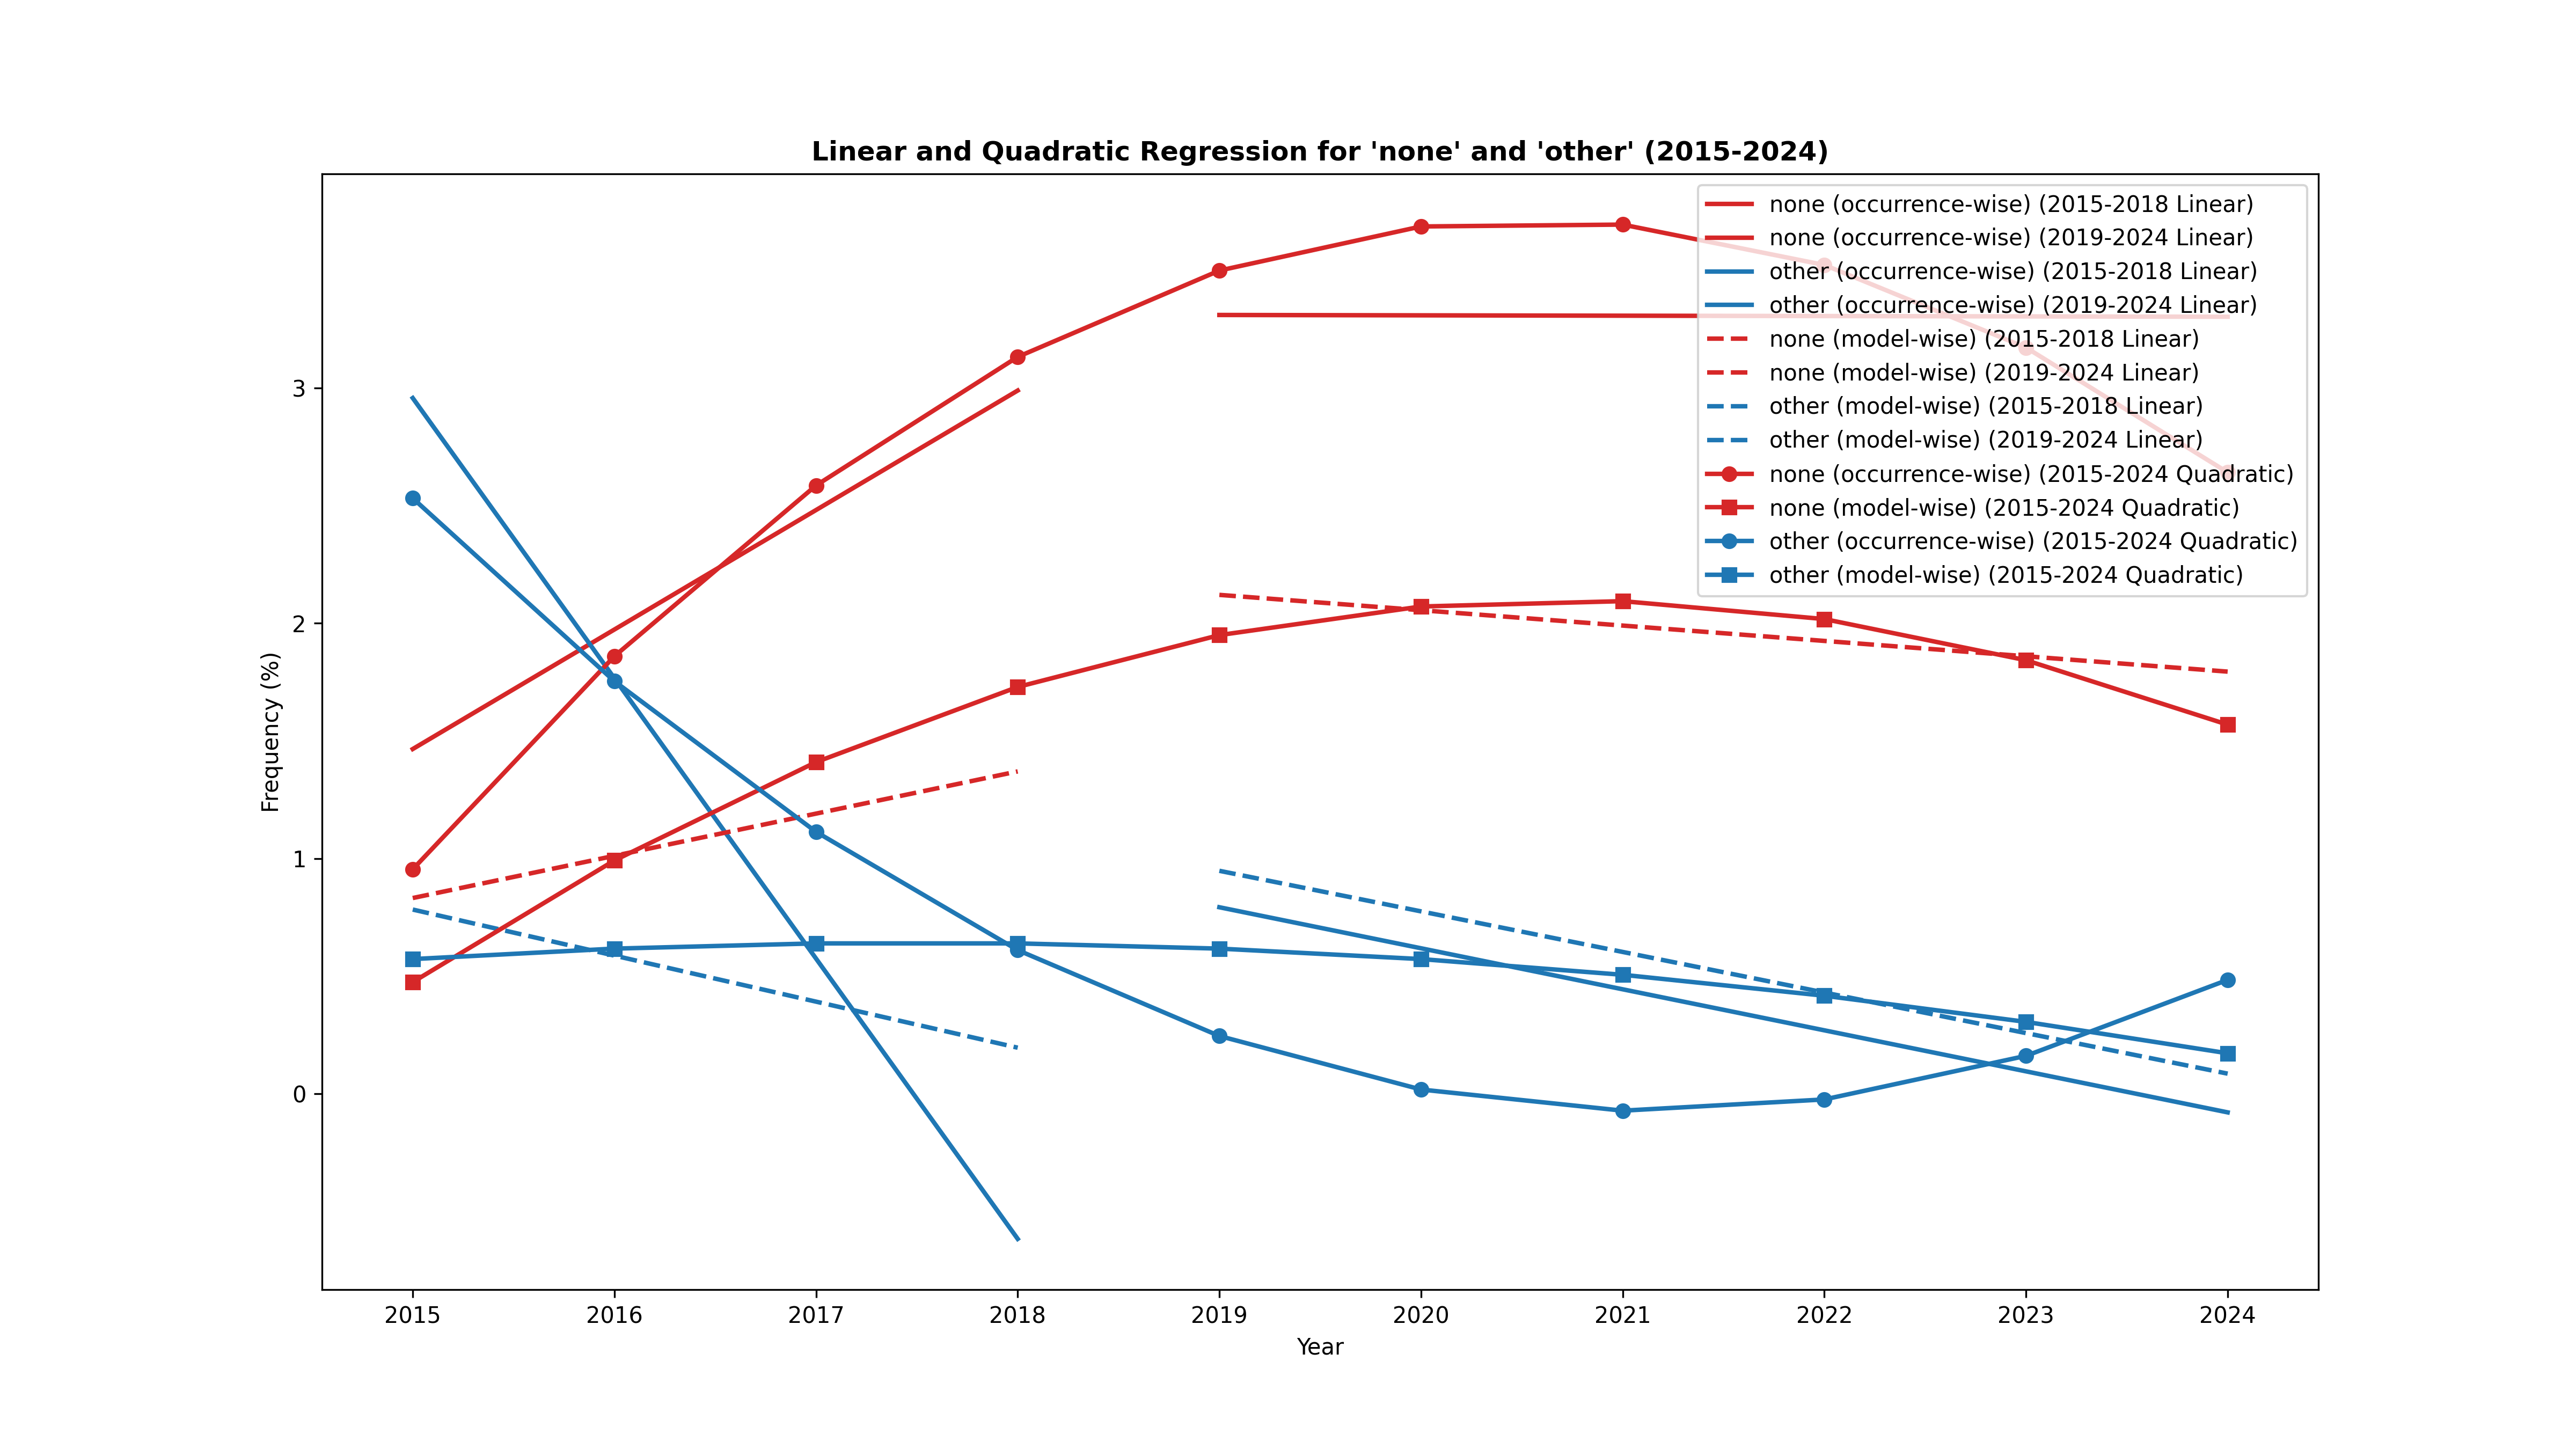 Linear and Quadratic Regression for 'none' and 'other' (2015-2024)
none (occurrence-wise) (2015-2018 Linear)
none (occurrence-wise) (2019-2024 Linear)
other (occurrence-wise) (2015-2018 Linear)
other (occurrence-wise) (2019-2024 Linear)
none (model-wise) (2015-2018 Linear)
none (model-wise) (2019-2024 Linear)
other (model-wise) (2015-2018 Linear)
other (model-wise) (2019-2024 Linear)
none (occurrence-wise) (2015-2024 Quadratic)
none (model-wise) (2015-2024 Quadratic)
other (occurrence-wise) (2015-2024 Quadratic)
other (model-wise) (2015-2024 Quadratic)
3
2
1
0
Frequency (%)
2015 2016 2017 2018 2019 2020 2021 2022 2023 2024
Year